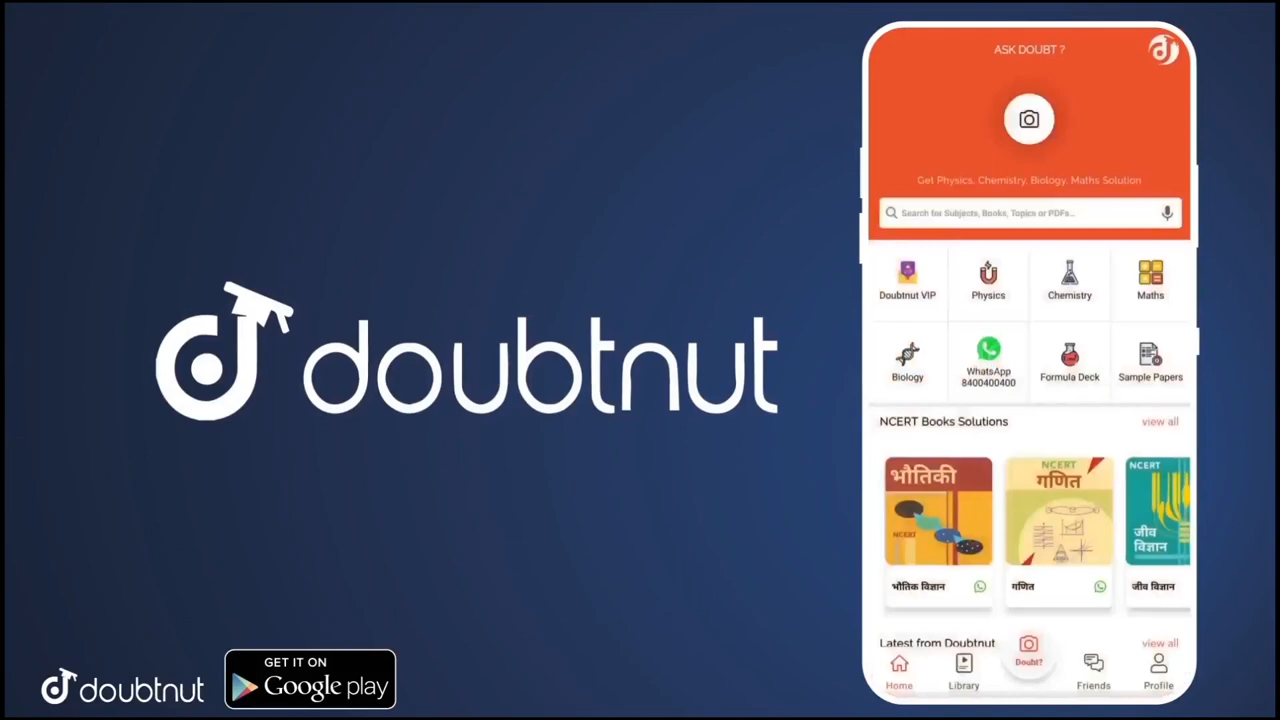 doubtnut
doubtnut
GET IT ON
Google play
ASK DOUBT ?
Get Physics, Chemistry, Biology, Maths Solution
Search for Subjects, Books, Topics or PDFs...
Doubtnut VIP
Physics
Chemistry
Maths
Biology
WhatsApp
8400400400
Formula Deck
Sample Papers
NCERT Books Solutions
view all
भौतिकी
NCERT
भौतिक विज्ञान
NCERT
गणित
गणित
NCERT
जीव
विज्ञान
जीव विज्ञान
Latest from Doubtnut
view all
Home
Library
Doubt?
Friends
Profile